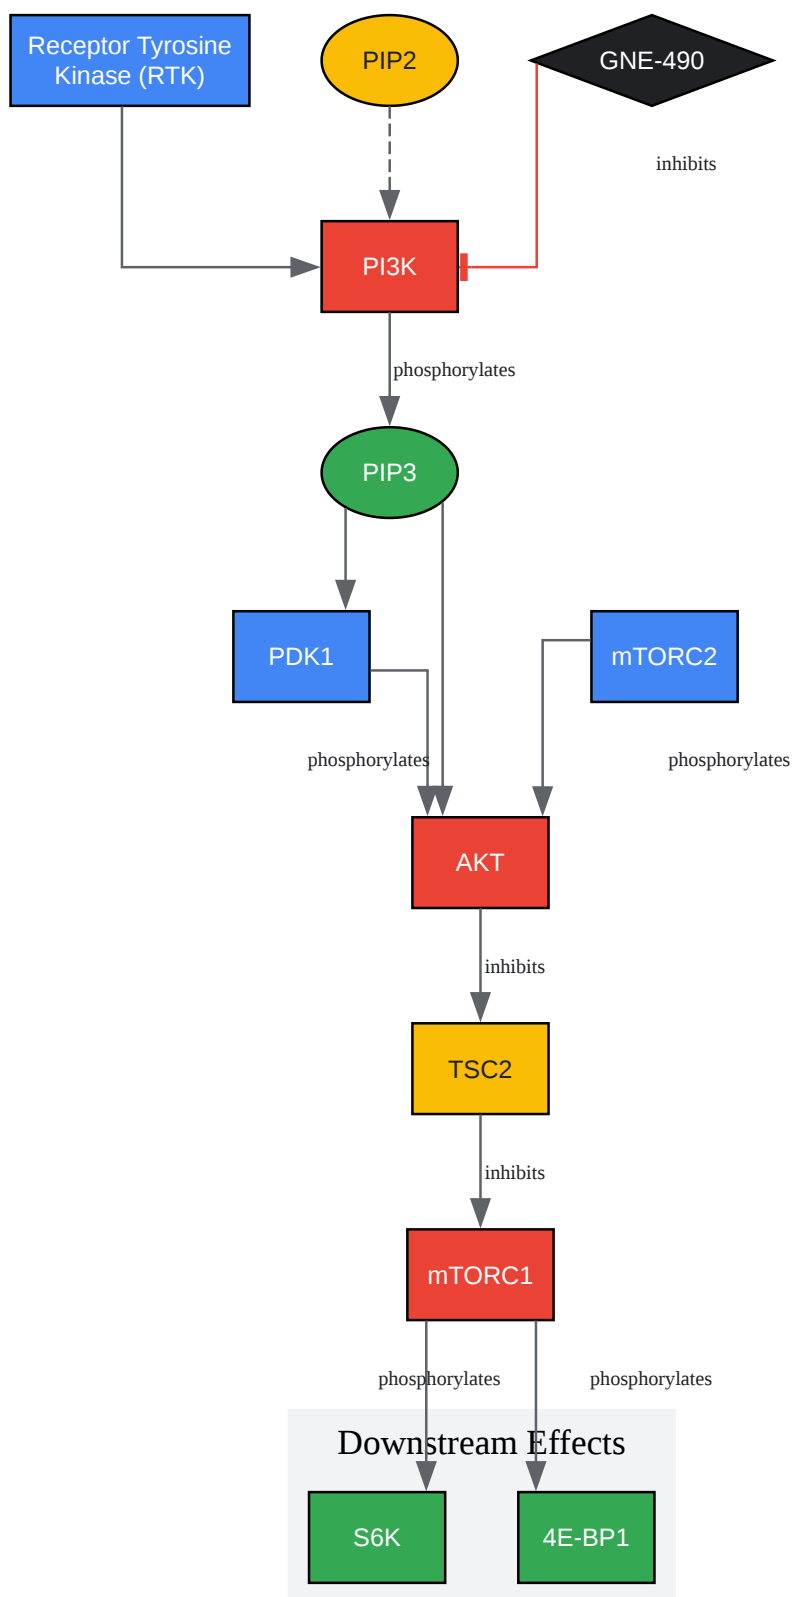 Receptor Tyrosine
Kinase (RTK)
PIP2
GNE-490
inhibits
PI3K
phosphorylates
PIP3
PDK1
mTORC2
phosphorylates
phosphorylates
AKT
inhibits
TSC2
inhibits
mTORC1
phosphorylates
phosphorylates
Downstream Effects
S6K
4E-BP1